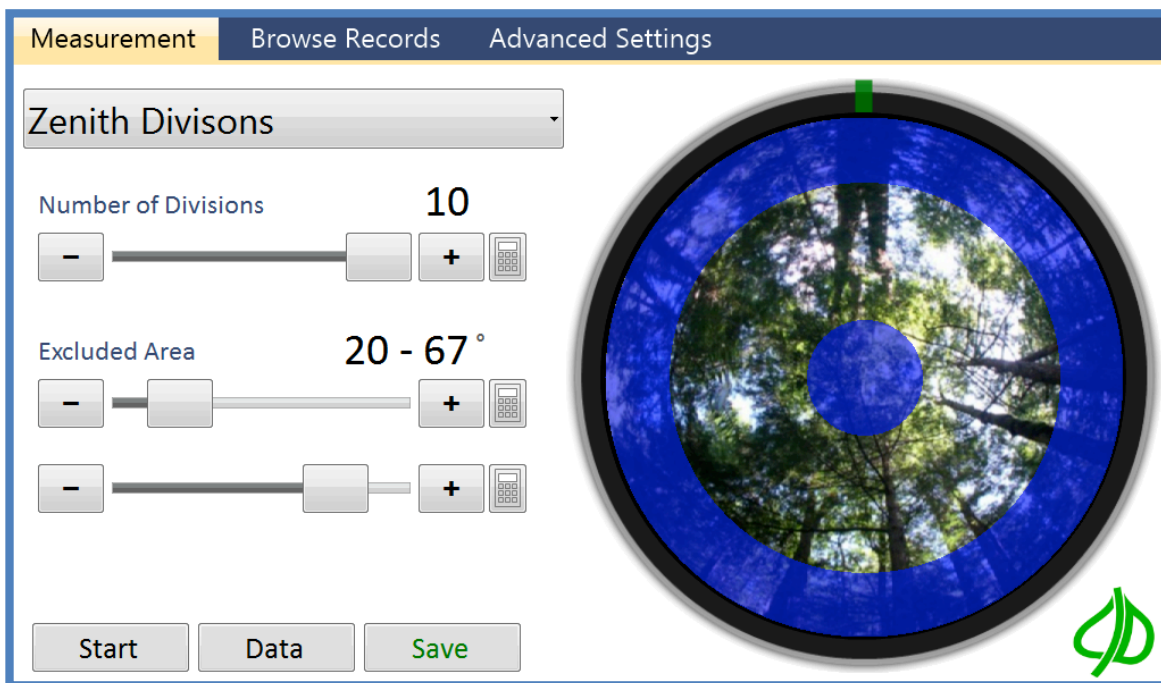 Measurement Browse Records Advanced Settings
Zenith Divisons
Number of Divisions 10
- +
Excluded Area 20 - 67 °
- +
- +
Start Data Save